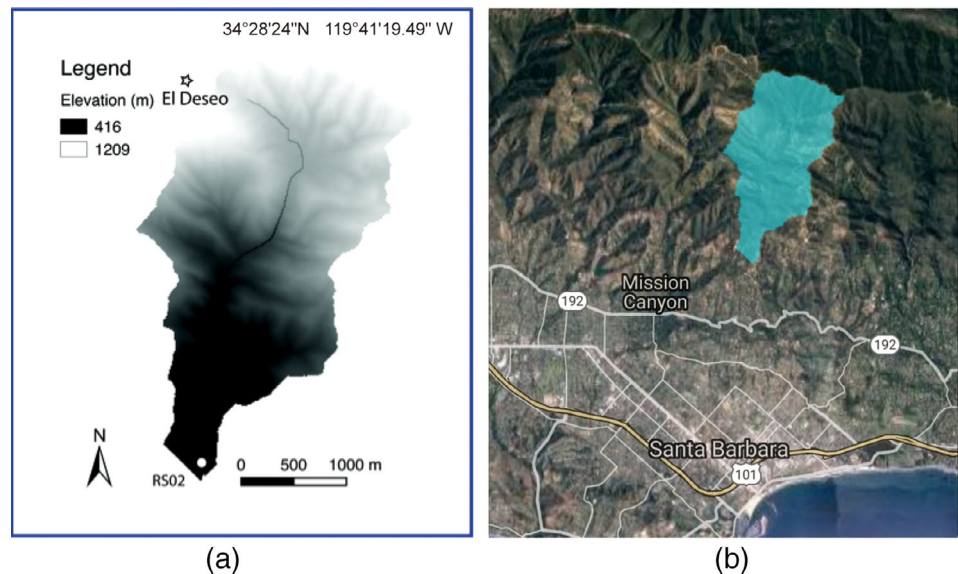 34°28'24"N 119°41'19.49" W
Legend
El Deseo
Elevation (m)
416
1209
N
RS02
0 500 1000 m
(a)
Mission
Canyon
192
192
Santa Barbara
101
(b)